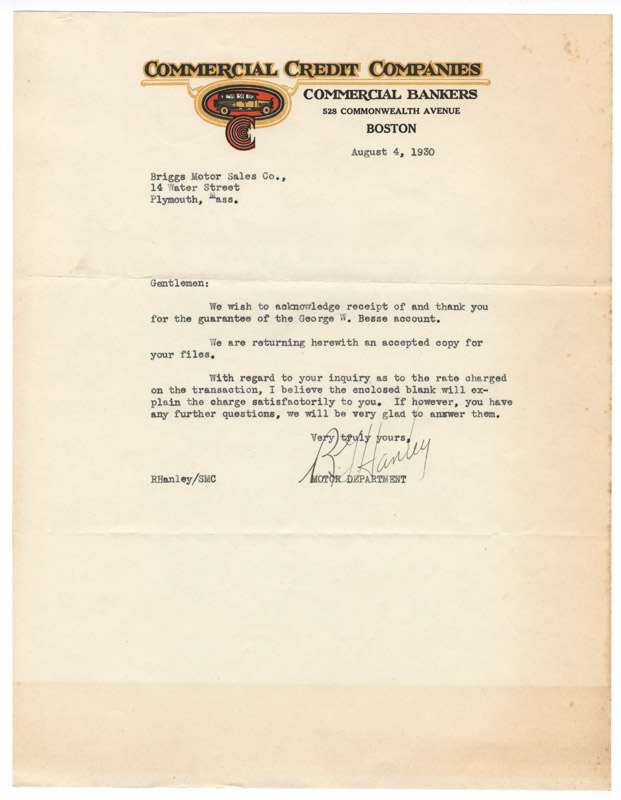 COMMERCIAL CREDIT COMPANIES
COMMERCIAL BANKERS
528 COMMONWEALTH AVENUE
BOSTON
August 4, 1930
Briggs Motor Sales Co.,
14 Water Street
Plymouth, Mass.
Gentlemen:
We wish to acknowledge receipt of and thank you
for the guarantee of the George W. Besse account.
We are returning herewith an accepted copy for
your files.
With regard to your inquiry as to the rate charged
on the transaction, I believe the enclosed blank will ex-
plain the charge satisfactorily to you. If however, you have
any further questions, we will be very glad to answer them.
Very truly yours,
Hanley
RHanley/SMC
MOTOR DEPARTMENT